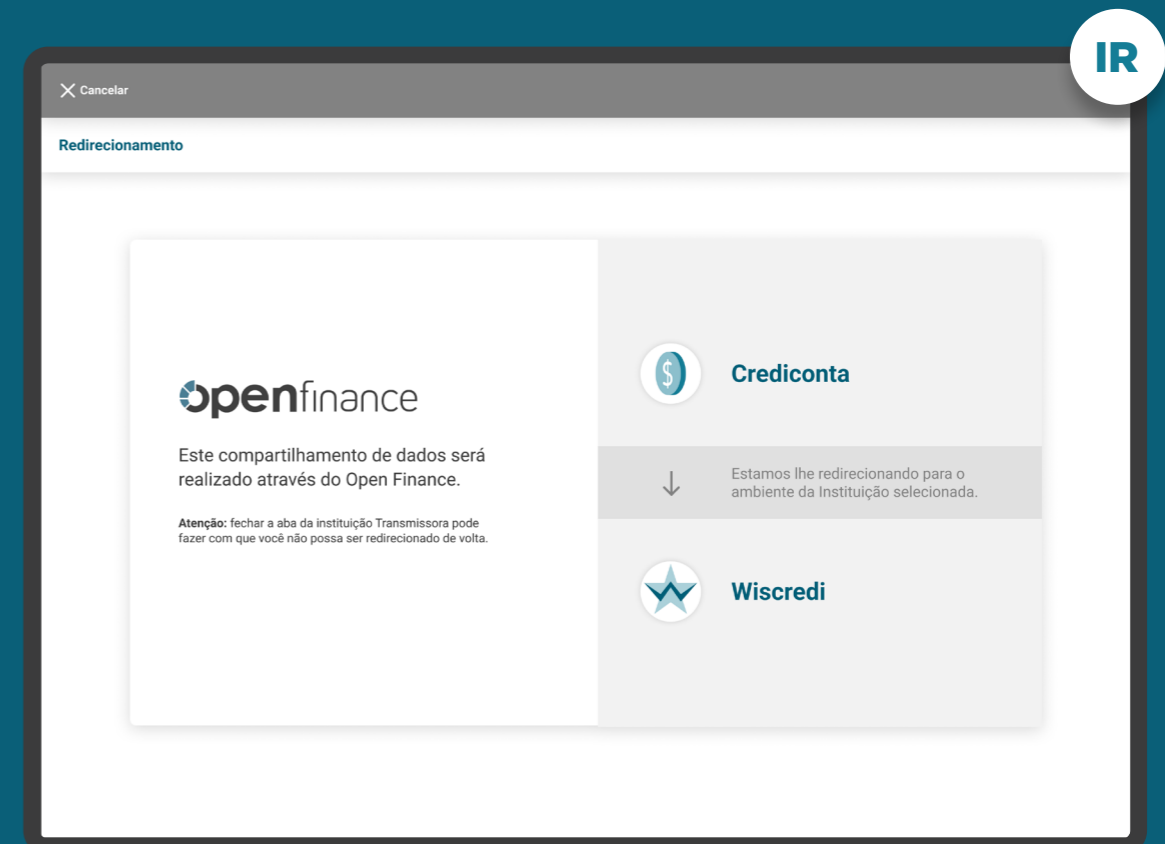 IR
Cancelar
Redirecionamento
openfinance
Este compartilhamento de dados será
realizado através do Open Finance.
Atenção: fechar a aba da instituição Transmissora pode
fazer com que você não possa ser redirecionado de volta.
$ Crediconta
Estamos lhe redirecionando para o
ambiente da Instituição selecionada.
Wiscredi